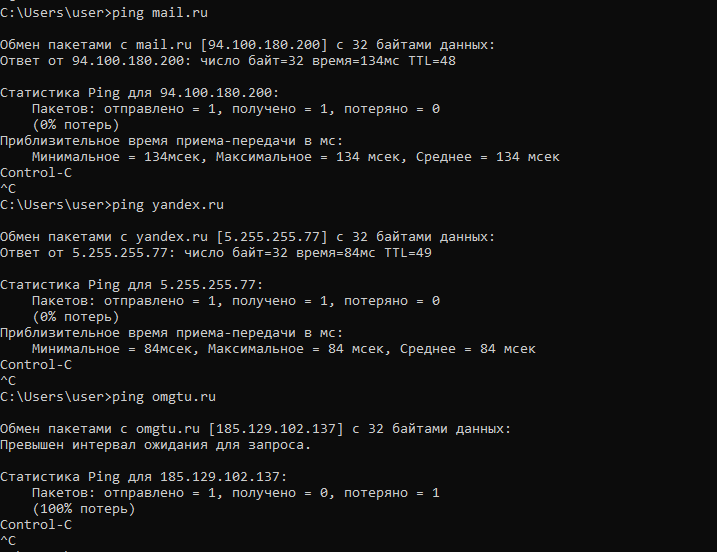 C:\Users\user>ping mail.ru
Обмен пакетами с mail.ru [94.100.180.200] с 32 байтами данных:
Ответ от 94.100.180.200: число байт=32 время=134мс TTL=48
Статистика Ping для 94.100.180.200:
    Пакетов: отправлено = 1, получено = 1, потеряно = 0
    (0% потерь)
Приблизительное время приема-передачи в мс:
    Минимальное = 134мсек, Максимальное = 134 мсек, Среднее = 134 мсек
Control-C
^C
C:\Users\user>ping yandex.ru
Обмен пакетами с yandex.ru [5.255.255.77] с 32 байтами данных:
Ответ от 5.255.255.77: число байт=32 время=84мс TTL=49
Статистика Ping для 5.255.255.77:
    Пакетов: отправлено = 1, получено = 1, потеряно = 0
    (0% потерь)
Приблизительное время приема-передачи в мс:
    Минимальное = 84мсек, Максимальное = 84 мсек, Среднее = 84 мсек
Control-C
^C
C:\Users\user>ping omgtu.ru
Обмен пакетами с omgtu.ru [185.129.102.137] с 32 байтами данных:
Превышен интервал ожидания для запроса.
Статистика Ping для 185.129.102.137:
    Пакетов: отправлено = 1, получено = 0, потеряно = 1
    (100% потерь)
Control-C
^C